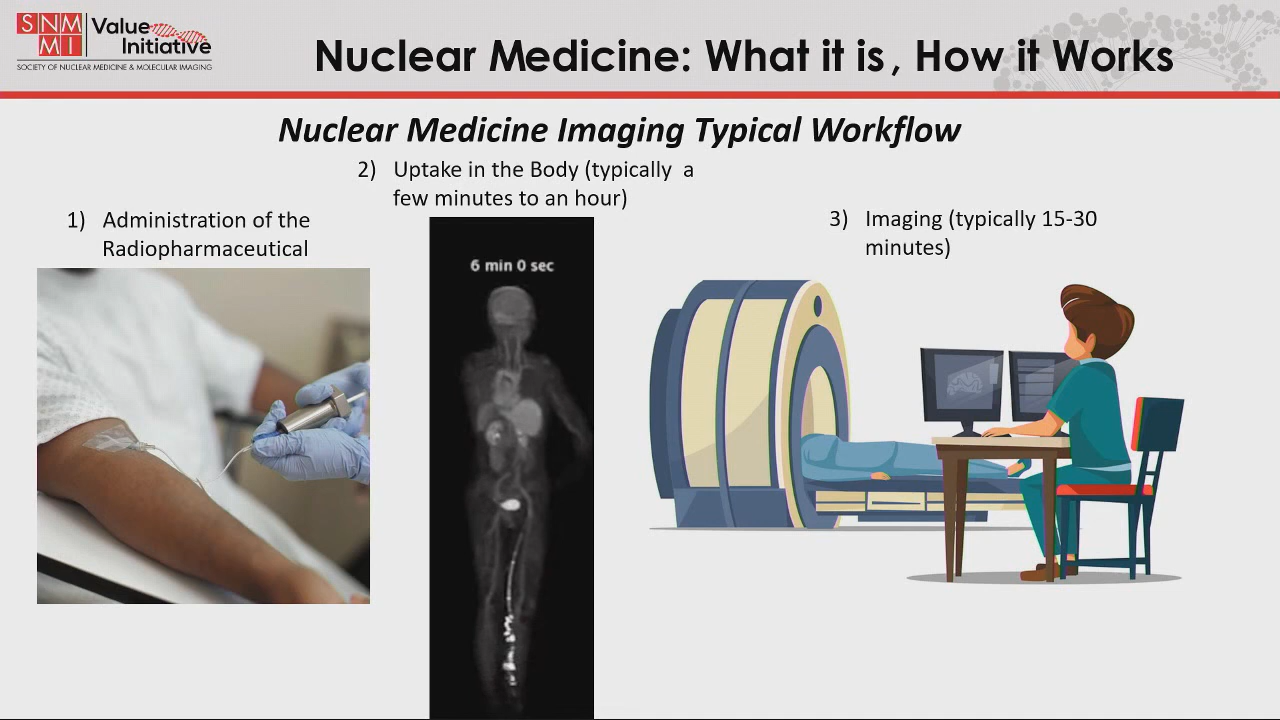 SNM
MI
Value
Initiative
SOCIETY OF NUCLEAR MEDICINE & MOLECULAR IMAGING
Nuclear Medicine: What it is, How it Works
Nuclear Medicine Imaging Typical Workflow
1) Administration of the
Radiopharmaceutical
2) Uptake in the Body (typically a
few minutes to an hour)
6 min 0 sec
3) Imaging (typically 15-30
minutes)